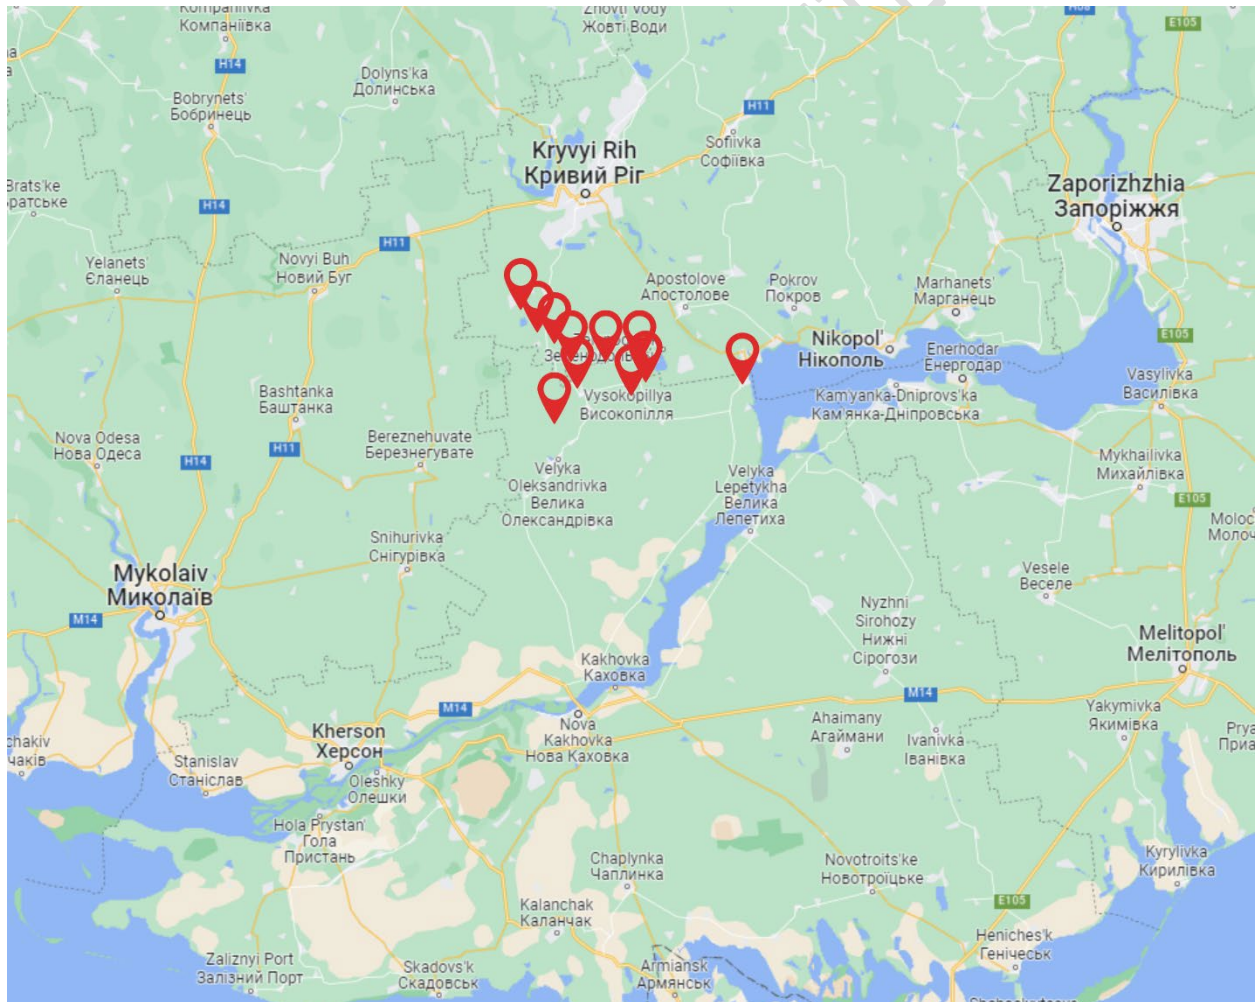 Kompaniivka
Компаніївка
Zhovti Vody
Жовті Води
E105
H14
Dolyns'ka
Долинська
Bobrynets'
Бобринець
H11
Sofiivka
Софіївка
Kryvyi Rih
Кривий Ріг
Brats'ke
Братське
Zaporizhzhia
Запоріжжя
H14
H11
Yelanets'
Єланець
Novyi Buh
Новий Буг
Apostolove
Апостолове
Pokrov
Покров
Marhanets'
Марганець
E105
Nikopol'
Нікополь
Enerhodar
Енергодар
Vasylivka
Василівка
Bashtanka
Баштанка
Vysokopillya
Високопілля
Kam'yanka-Dniprovs'ka
Кам'янка-Дніпровська
Nova Odesa
Нова Одеса
H14
H11
Bereznehuvate
Березнегувате
Velyka
Oleksandrivka
Велика
Олександрівка
Velyka
Lepetykha
Велика
Лепетиха
Mykhailivka
Михайлівка
E105
Snihurivka
Снігурівка
Mykolaiv
Миколаїв
M14
Vesele
Веселе
Nyzhni
Sirohozy
Нижні
Сірогози
Melitopol'
Мелітополь
Kakhovka
Каховка
M14
M14
Nova
Kakhovka
Нова Каховка
Kherson
Херсон
Ahaimany
Агаймани
Ivanivka
Іванівка
Yakymivka
Якимівка
chakiv
чаків
Stanislav
Станіслав
Oleshky
Олешки
Hola Prystan'
Гола
Пристань
Chaplynka
Чаплинка
Novotroits'ke
Новотроїцьке
Kyrylivka
Кирилівка
Kalanchak
Каланчак
E105
Heniches'k
Генічеськ
Zaliznyi Port
Залізний Порт
Skadovs'k
Скадовськ
Armiansk
Армянськ